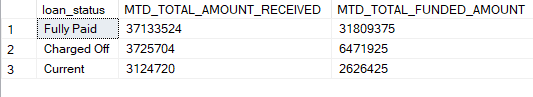 loan_status MTD_TOTAL_AMOUNT_RECEIVED MTD_TOTAL_FUNDED_AMOUNT
1 Fully Paid 37133524 31809375
2 Charged Off 3725704 6471925
3 Current 3124720 2626425